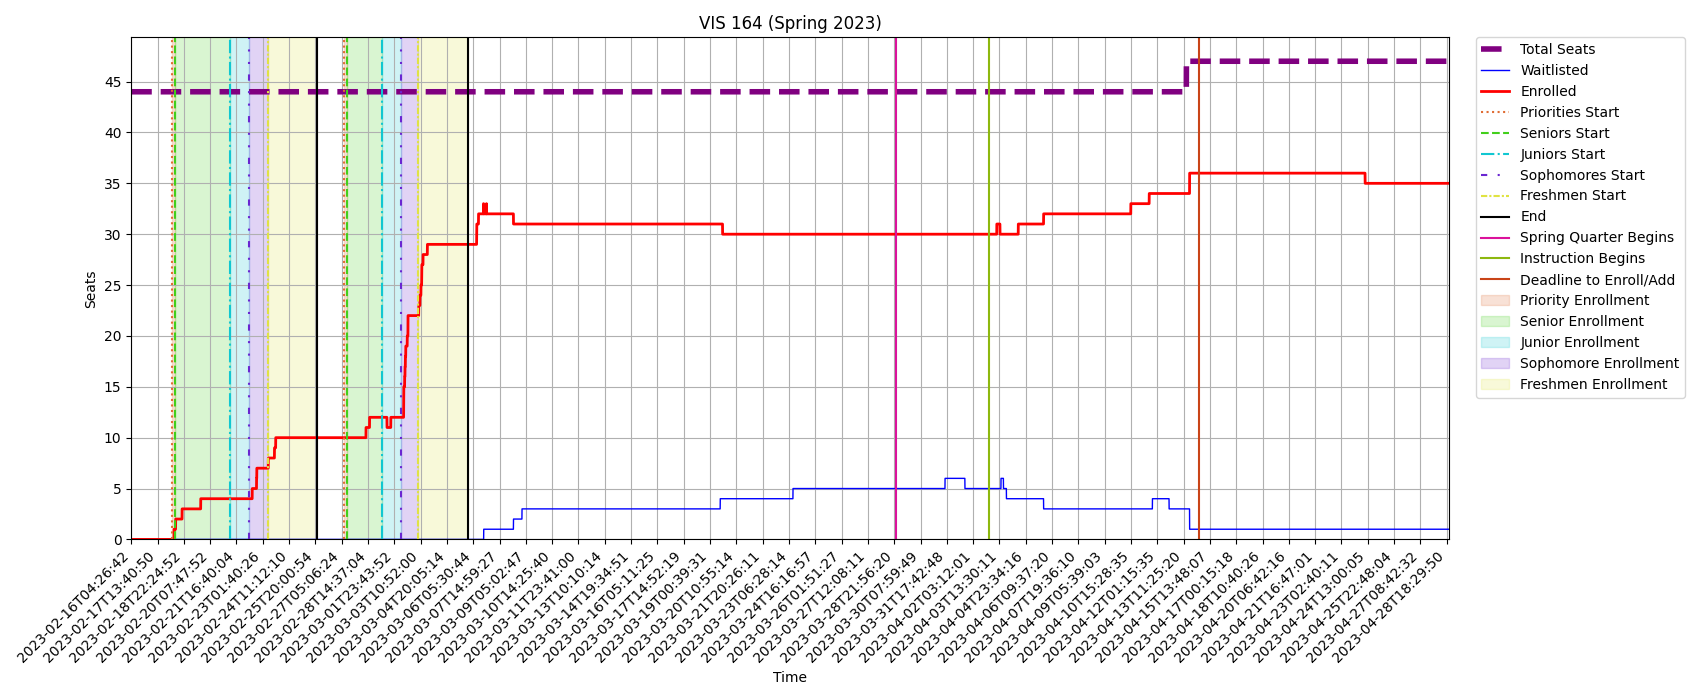 VIS 164 (Spring 2023)
Seats
45
40
35
30
25
20
15
10
5
0
2023-02-16T04:26:42
2023-02-17T13:40:50
2023-02-18T22:24:52
2023-02-20T07:47:52
2023-02-21T16:40:04
2023-02-23T01:40:26
2023-02-24T11:12:10
2023-02-25T20:00:54
2023-02-27T05:06:24
2023-02-28T14:37:04
2023-03-01T23:43:52
2023-03-03T10:52:00
2023-03-04T20:05:14
2023-03-06T05:30:44
2023-03-07T14:59:27
2023-03-09T05:02:47
2023-03-10T14:25:40
2023-03-11T23:41:00
2023-03-13T10:10:14
2023-03-14T19:34:51
2023-03-16T05:11:25
2023-03-17T14:52:19
2023-03-19T00:39:31
2023-03-20T10:55:14
2023-03-21T20:26:11
2023-03-23T06:28:14
2023-03-24T16:16:57
2023-03-26T01:51:27
2023-03-27T12:08:11
2023-03-28T21:56:20
2023-03-30T07:59:49
2023-03-31T17:42:48
2023-04-02T03:12:01
2023-04-03T13:30:11
2023-04-04T23:34:16
2023-04-06T09:37:20
2023-04-07T19:36:10
2023-04-09T05:39:03
2023-04-10T15:28:35
2023-04-12T01:15:35
2023-04-13T11:25:20
2023-04-15T13:48:07
2023-04-17T00:15:18
2023-04-18T10:40:26
2023-04-20T06:42:16
2023-04-21T16:47:01
2023-04-23T02:40:11
2023-04-24T13:00:05
2023-04-25T22:48:04
2023-04-27T08:42:32
2023-04-28T18:29:50
Time
Total Seats
Waitlisted
Enrolled
Priorities Start
Seniors Start
Juniors Start
Sophomores Start
Freshmen Start
End
Spring Quarter Begins
Instruction Begins
Deadline to Enroll/Add
Priority Enrollment
Senior Enrollment
Junior Enrollment
Sophomore Enrollment
Freshmen Enrollment